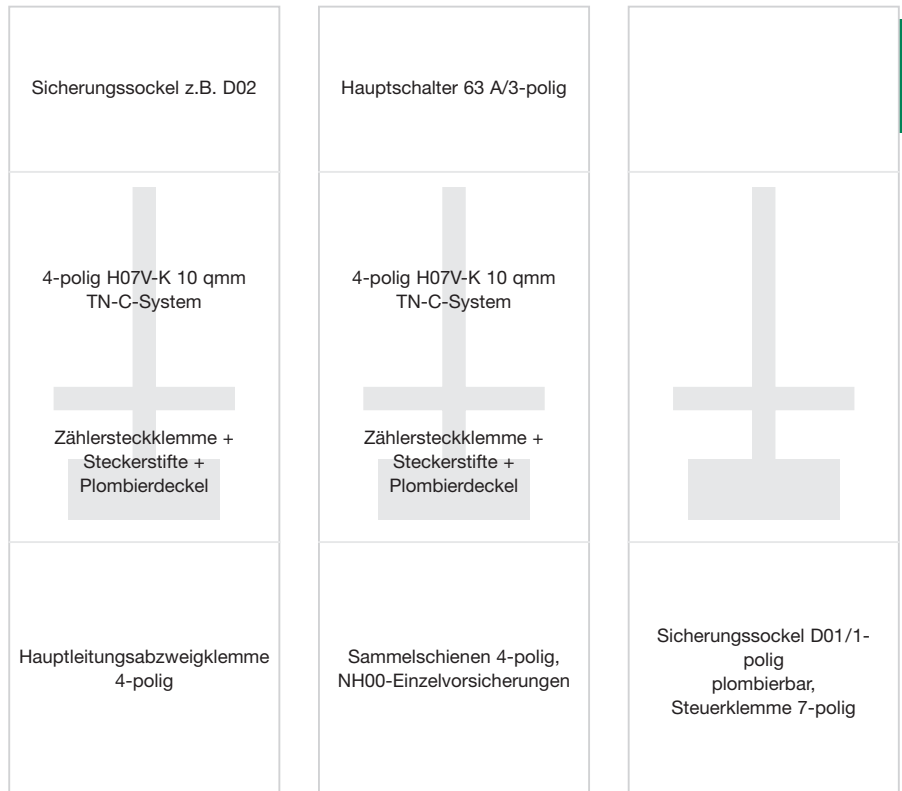 Sicherungssockel z.B. D02
Hauptschalter 63 A/3-polig
4-polig H07V-K 10 qmm
TN-C-System
4-polig H07V-K 10 qmm
TN-C-System
Zählersteckklemme +
Steckerstifte +
Plombierdeckel
Zählersteckklemme +
Steckerstifte +
Plombierdeckel
Hauptleitungsabzweigklemme
4-polig
Sammelschienen 4-polig,
NH00-Einzelvorsicherungen
Sicherungssockel D01/1-
polig
plombierbar,
Steuerklemme 7-polig